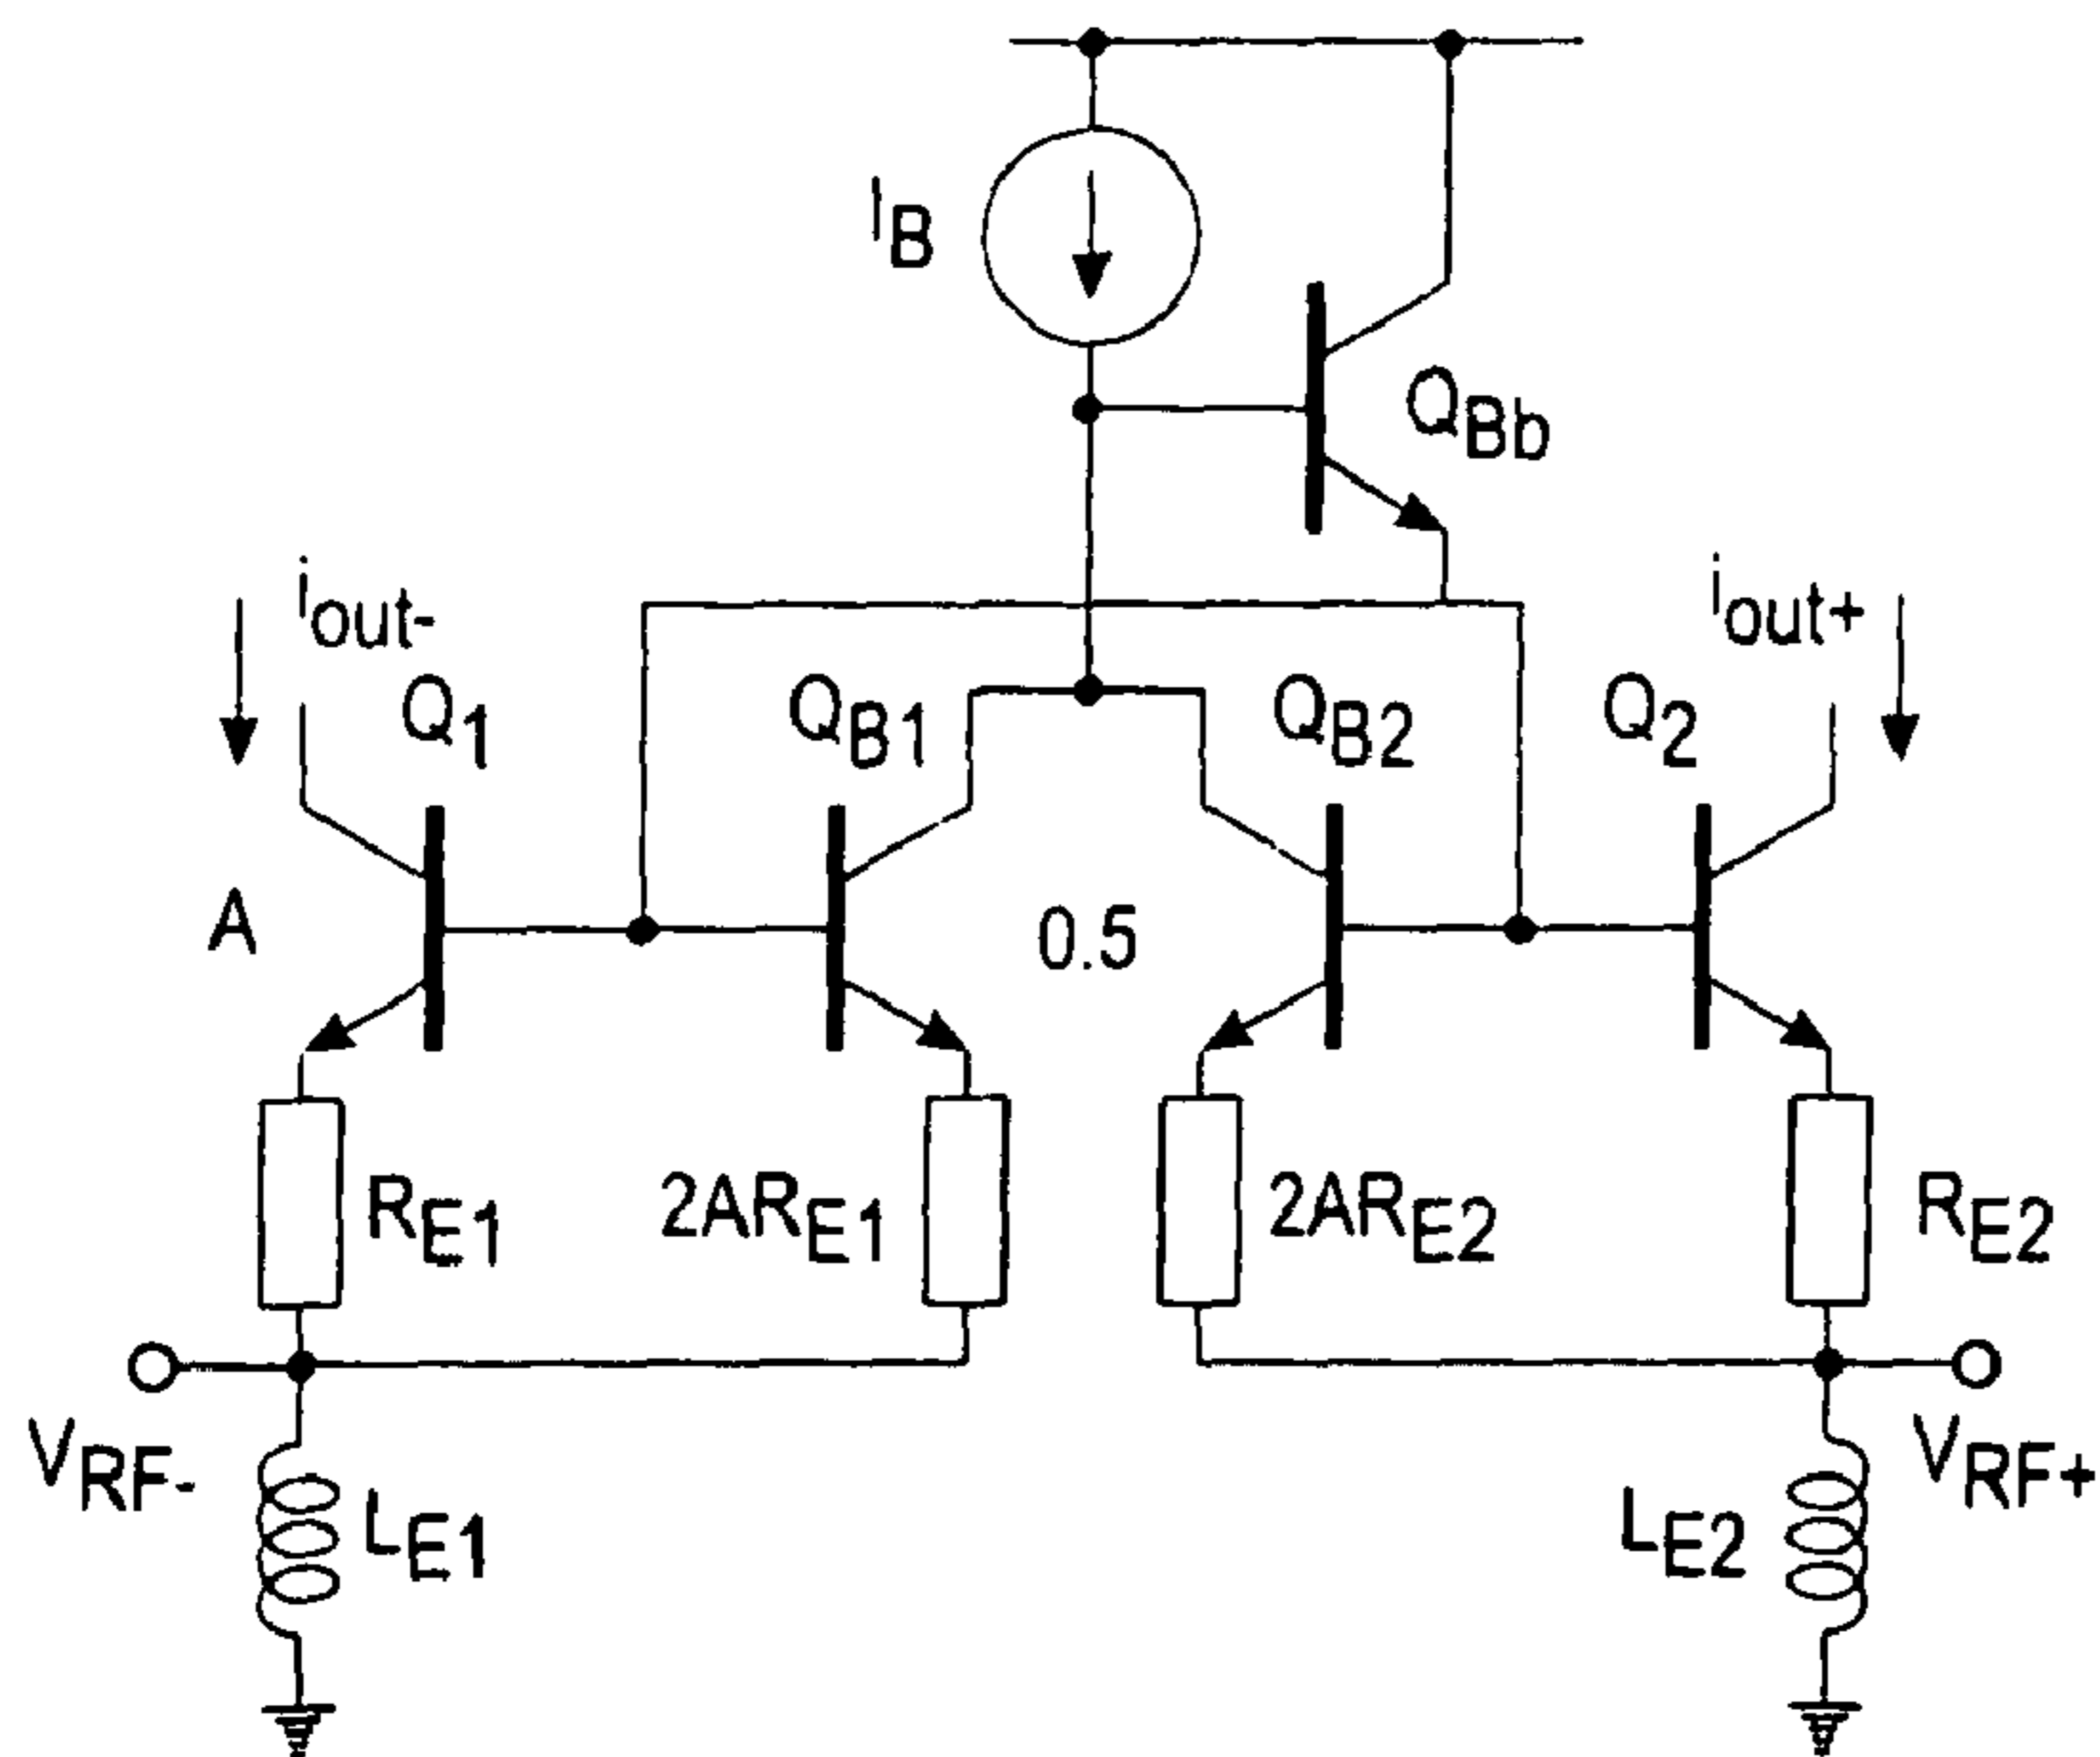 IB
QBb
iout-
iout+
Q1
QB1
QB2
Q2
A
0.5
RE1
2ARE1
2ARE2
RE2
VRF-
VRF+
LE1
LE2